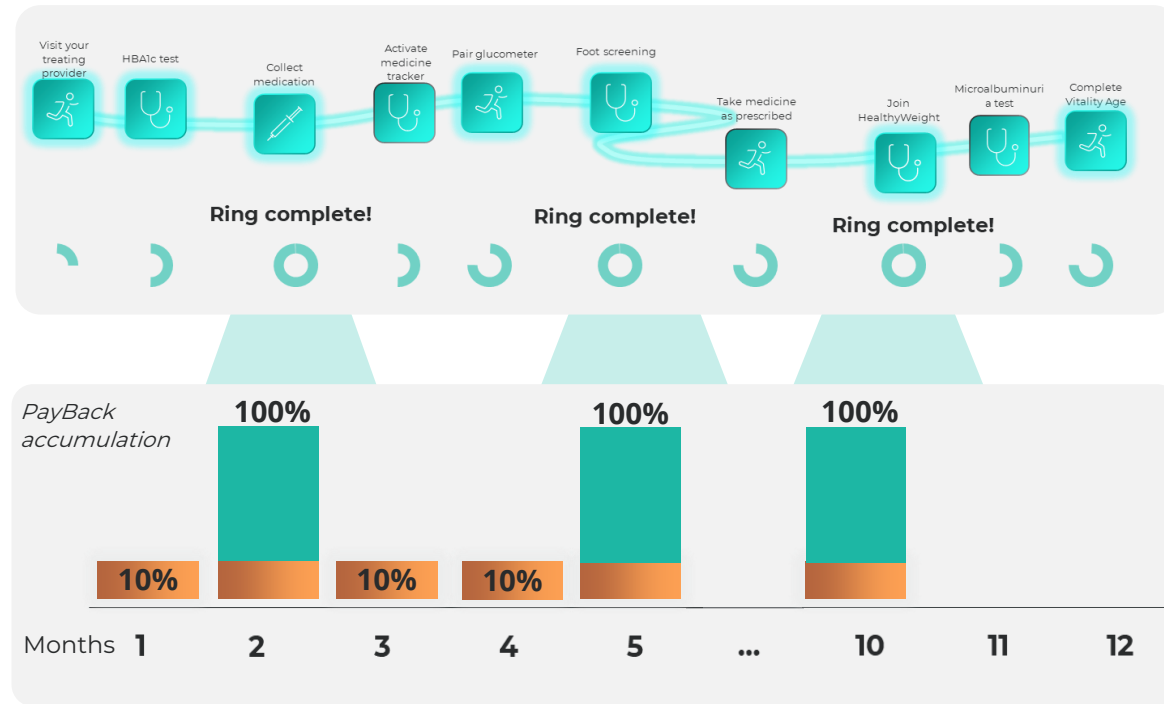 Visit your
treating
provider
HBA1c test
Collect
medication
Activate
medicine
tracker
Pair glucometer
Foot screening
Take medicine
as prescribed
Join
HealthyWeight
Microalbuminuri
a test
Complete
Vitality Age
Ring complete!
Ring complete!
Ring complete!
PayBack
accumulation
100%
100%
100%
10%
10%
10%
Months 1 2 3 4 5 ... 10 11 12